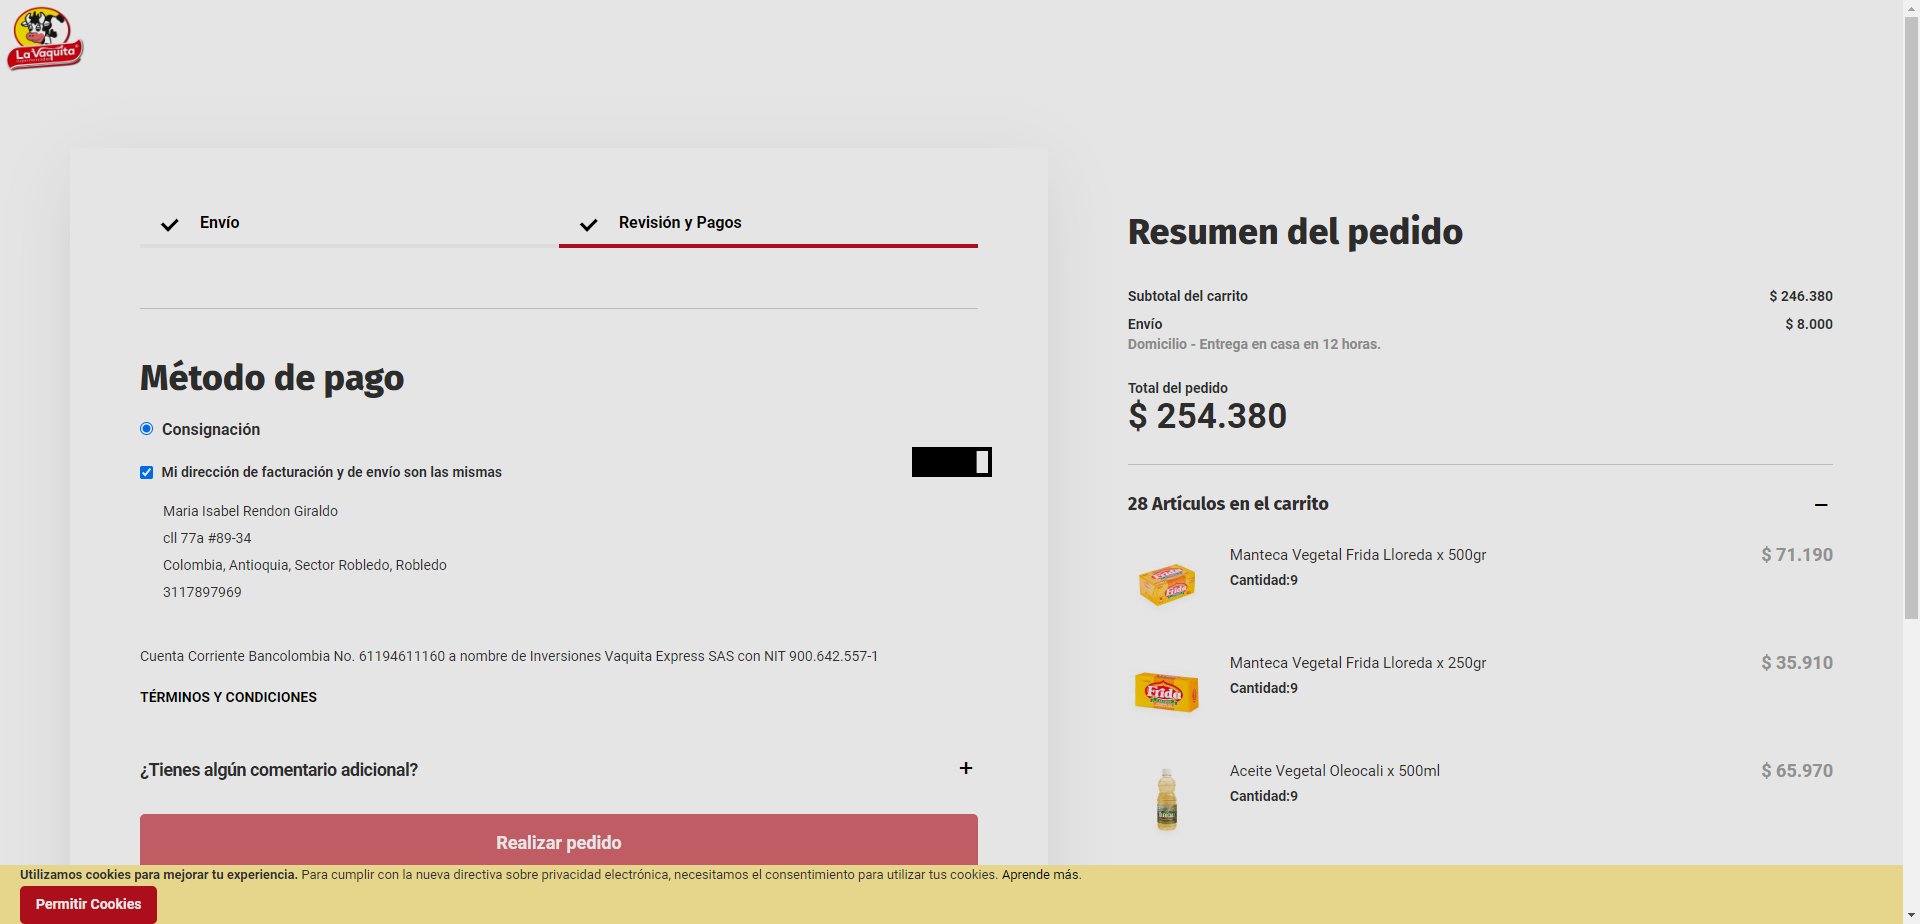 La Vaquita
Envío
Revisión y Pagos
Método de pago
Consignación
Mi dirección de facturación y de envío son las mismas
Maria Isabel Rendon Giraldo
cll 77a #89-34
Colombia, Antioquia, Sector Robledo, Robledo
3117897969
Cuenta Corriente Bancolombia No. 61194611160 a nombre de Inversiones Vaquita Express SAS con NIT 900.642.557-1
TÉRMINOS Y CONDICIONES
¿Tienes algún comentario adicional?
Realizar pedido
Resumen del pedido
Subtotal del carrito $ 246.380
Envío $ 8.000
Domicilio - Entrega en casa en 12 horas.
Total del pedido
$ 254.380
28 Artículos en el carrito
Manteca Vegetal Frida Lloreda x 500gr $ 71.190
Cantidad:9
Frida
Manteca Vegetal Frida Lloreda x 250gr $ 35.910
Cantidad:9
Frida
Aceite Vegetal Oleocali x 500ml $ 65.970
Cantidad:9
Utilizamos cookies para mejorar tu experiencia. Para cumplir con la nueva directiva sobre privacidad electrónica, necesitamos el consentimiento para utilizar tus cookies. Aprende más.
Permitir Cookies